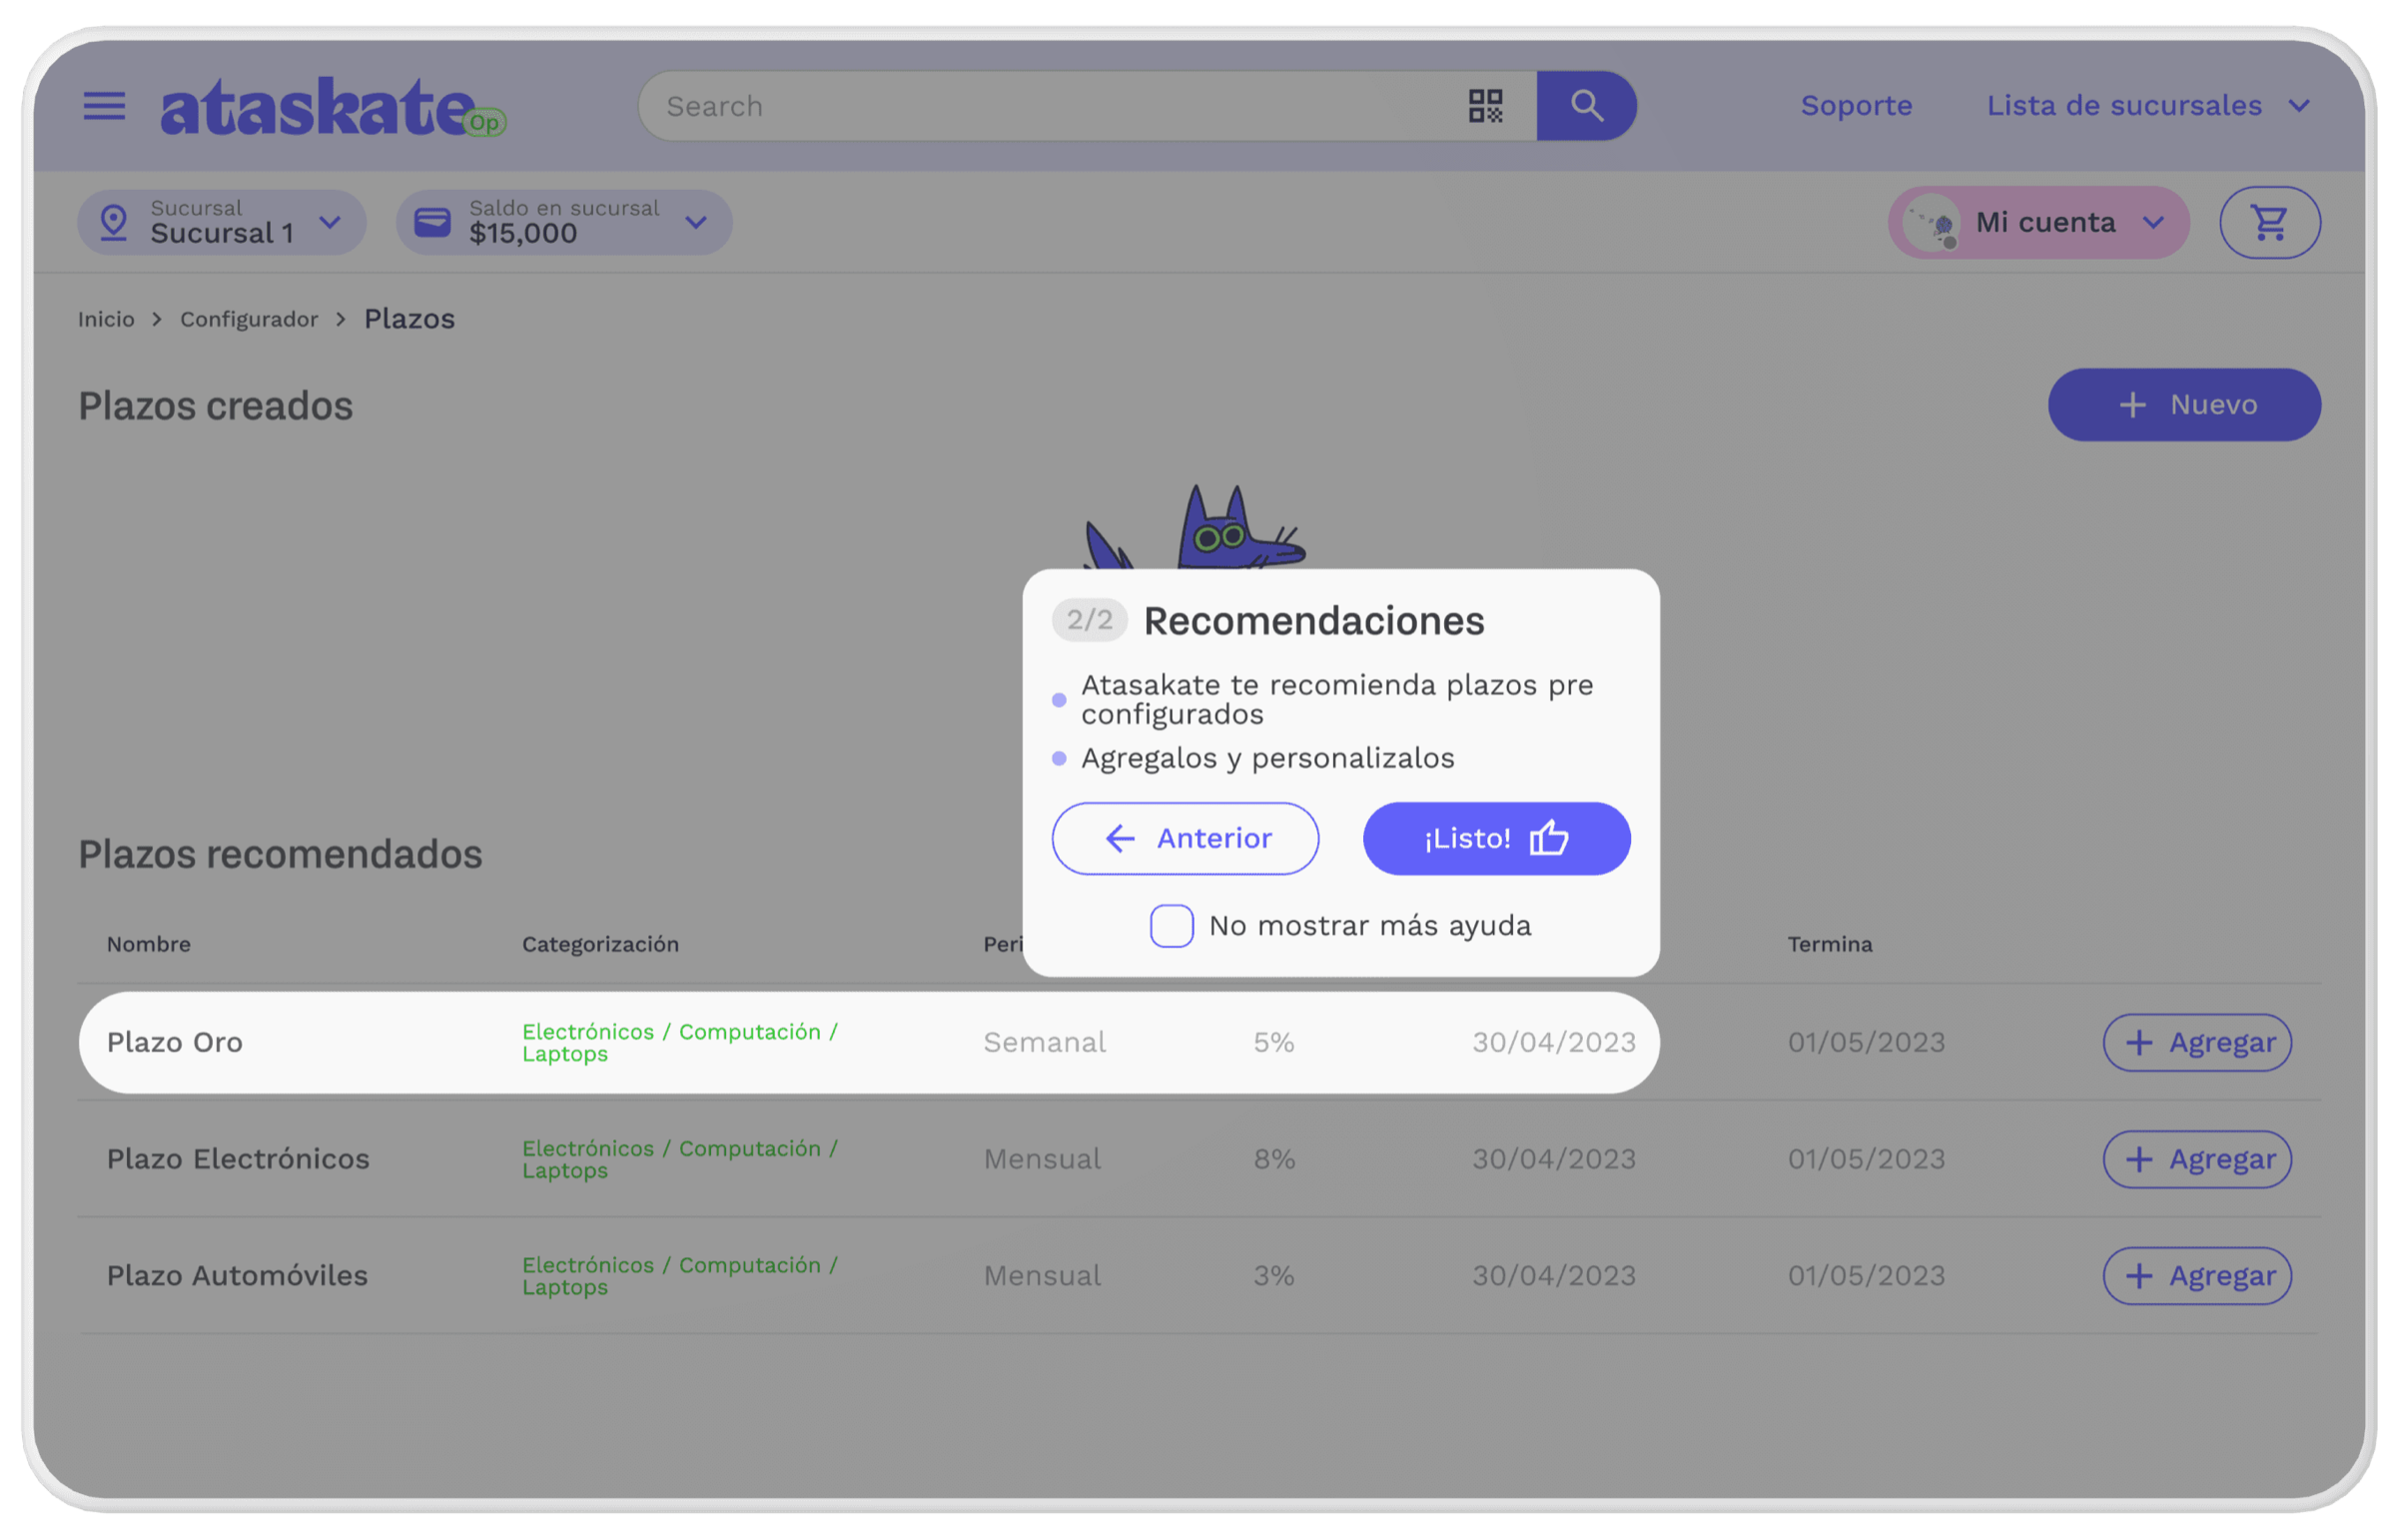 ataskate Op
Search
Soporte
Lista de sucursales
Sucursal
Sucursal 1
Saldo en sucursal
$15,000
Mi cuenta
Inicio > Configurador > Plazos
Plazos creados
+ Nuevo
2/2 Recomendaciones
Atasakate te recomienda plazos pre
configurados
Agregalos y personalizalos
Anterior
¡Listo!
No mostrar más ayuda
Plazos recomendados
Nombre Categorización Peri Termina
Plazo Oro Electrónicos / Computación / Semanal 5% 30/04/2023 01/05/2023 + Agregar
Laptops
Plazo Electrónicos Electrónicos / Computación / Mensual 8% 30/04/2023 01/05/2023 + Agregar
Laptops
Plazo Automóviles Electrónicos / Computación / Mensual 3% 30/04/2023 01/05/2023 + Agregar
Laptops